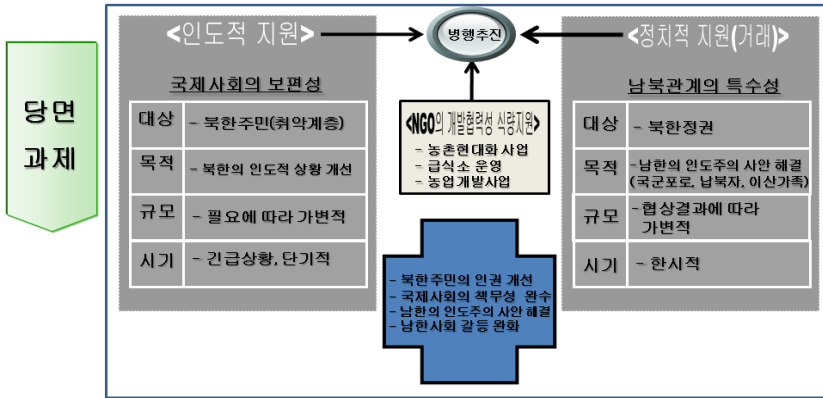 당면
과제
<인도적 지원>
국제사회의 보편성
대상 - 북한주민(취약계층)
목적 - 북한의 인도적 상황 개선
규모 - 필요에 따라 가변적
시기 - 긴급상황, 단기적
병행추진
<NGO의 개발협력성 식량지원>
- 농촌현대화 사업
- 급식소 운영
- 농업개발사업
- 북한주민의 인권 개선
- 국제사회의 책무성 완수
- 남한의 인도주의 사안 해결
- 남한사회 갈등 완화
<정치적 지원(거래)>
남북관계의 특수성
대상 - 북한정권
목적 -남한의 인도주의 사안 해결
(국군포로, 납북자, 이산가족)
규모 -협상결과에 따라
가변적
시기 - 한시적